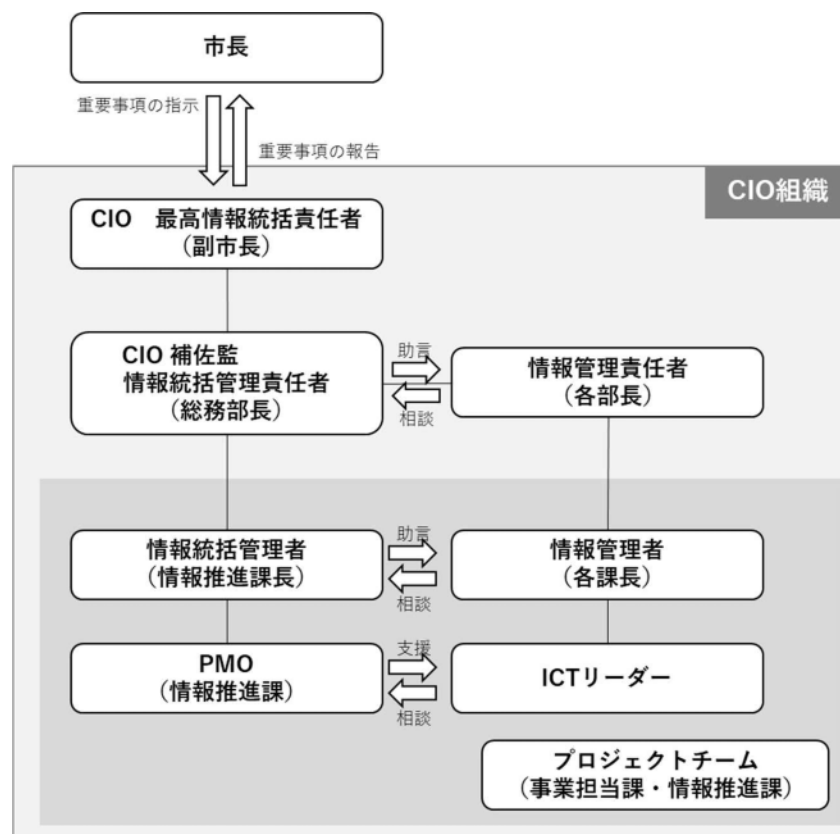 市長
重要事項の指示
重要事項の報告
CIO組織
CIO 最高情報統括責任者
（副市長）
CIO 補佐監
情報統括管理責任者
（総務部長）
助言
相談
情報管理責任者
（各部長）
情報統括管理者
（情報推進課長）
助言
相談
情報管理者
（各課長）
PMO
（情報推進課）
支援
相談
ICTリーダー
プロジェクトチーム
（事業担当課・情報推進課）